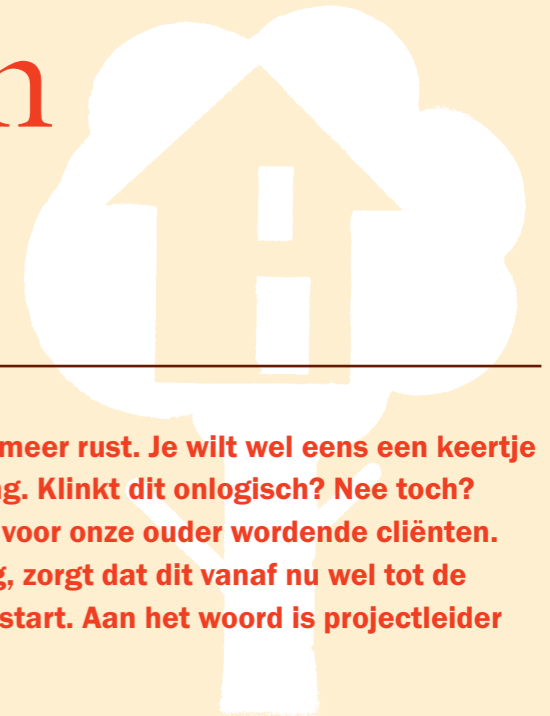 n
meer rust. Je wilt wel eens een keertje
g. Klinkt dit onlogisch? Nee toch?
voor onze ouder wordende cliënten.
, zorgt dat dit vanaf nu wel tot de
start. Aan het woord is projectleider